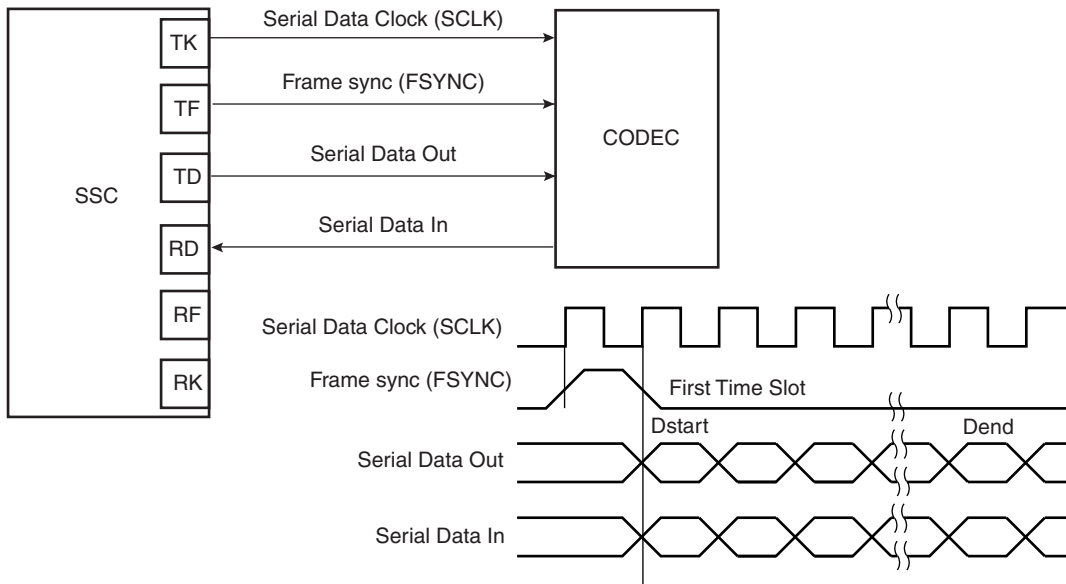 SSC
TK
TF
TD
RD
RF
RK
Serial Data Clock (SCLK)
Frame sync (FSYNC)
Serial Data Out
Serial Data In
CODEC
Serial Data Clock (SCLK)
Frame sync (FSYNC)
First Time Slot
Dstart
Dend
Serial Data Out
Serial Data In